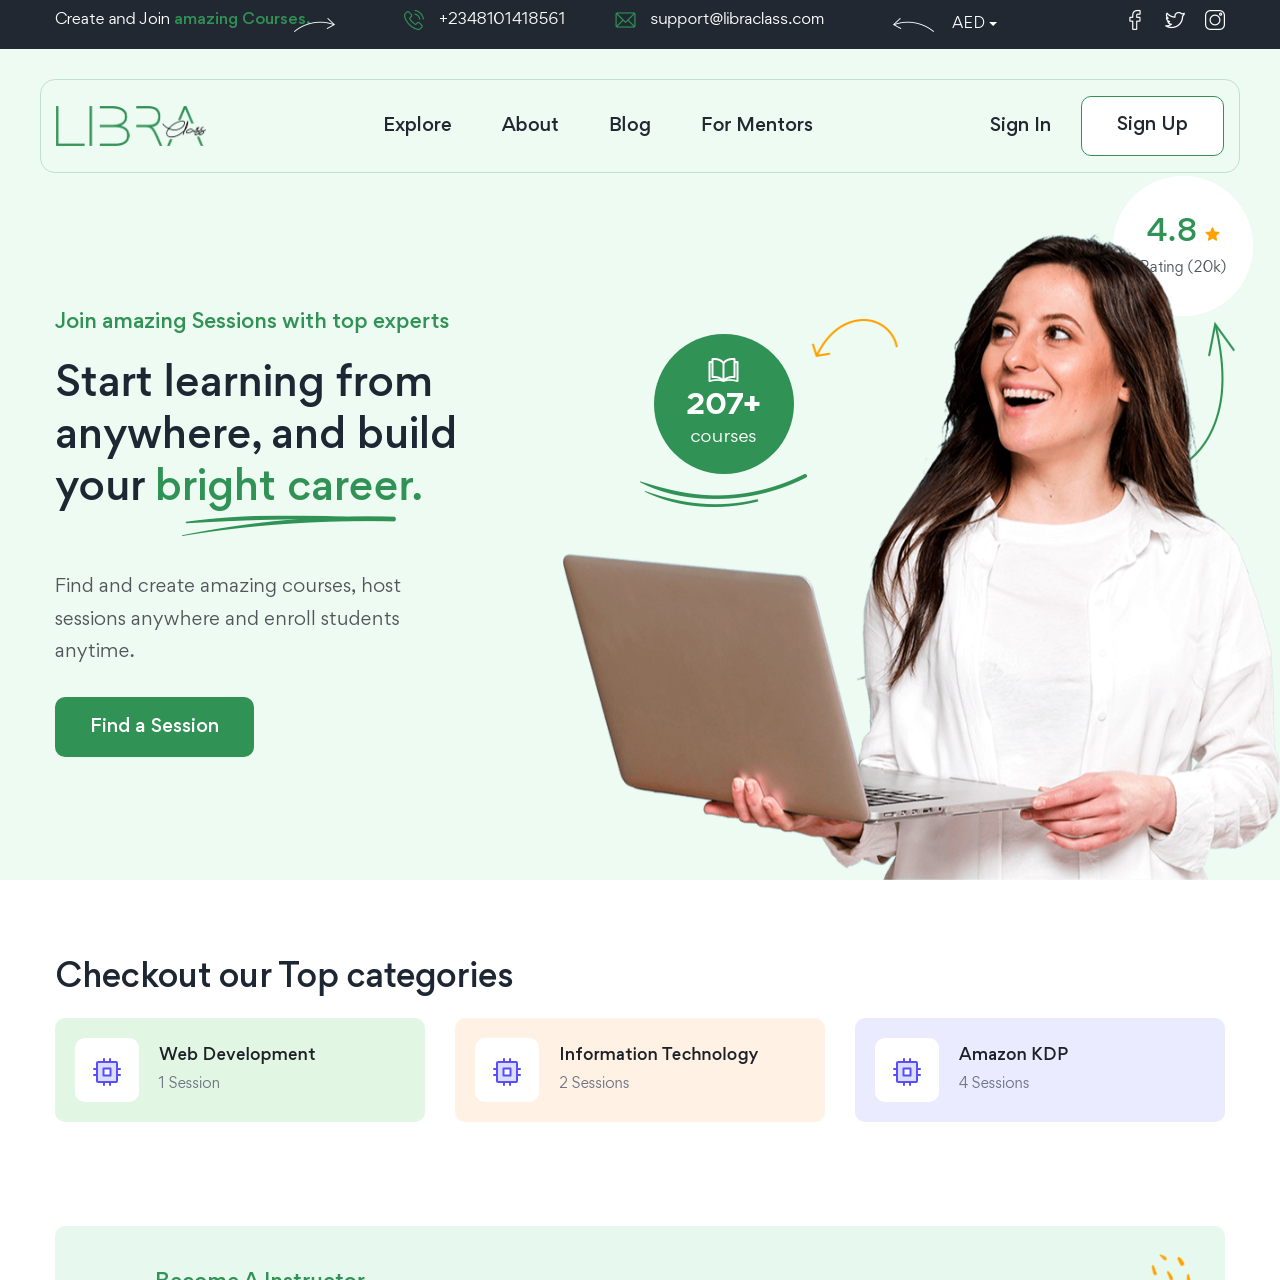 Create and Join amazing Courses.
+2348101418561
support@libraclass.com
AED
LIBRA
Class
Explore
About
Blog
For Mentors
Sign In
Sign Up
4.8
Rating (20k)
Join amazing Sessions with top experts
Start learning from
anywhere, and build
your bright career.
207+
courses
Find and create amazing courses, host
sessions anywhere and enroll students
anytime.
Find a Session
Checkout our Top categories
Web Development
1 Session
Information Technology
2 Sessions
Amazon KDP
4 Sessions
Become A Instructor